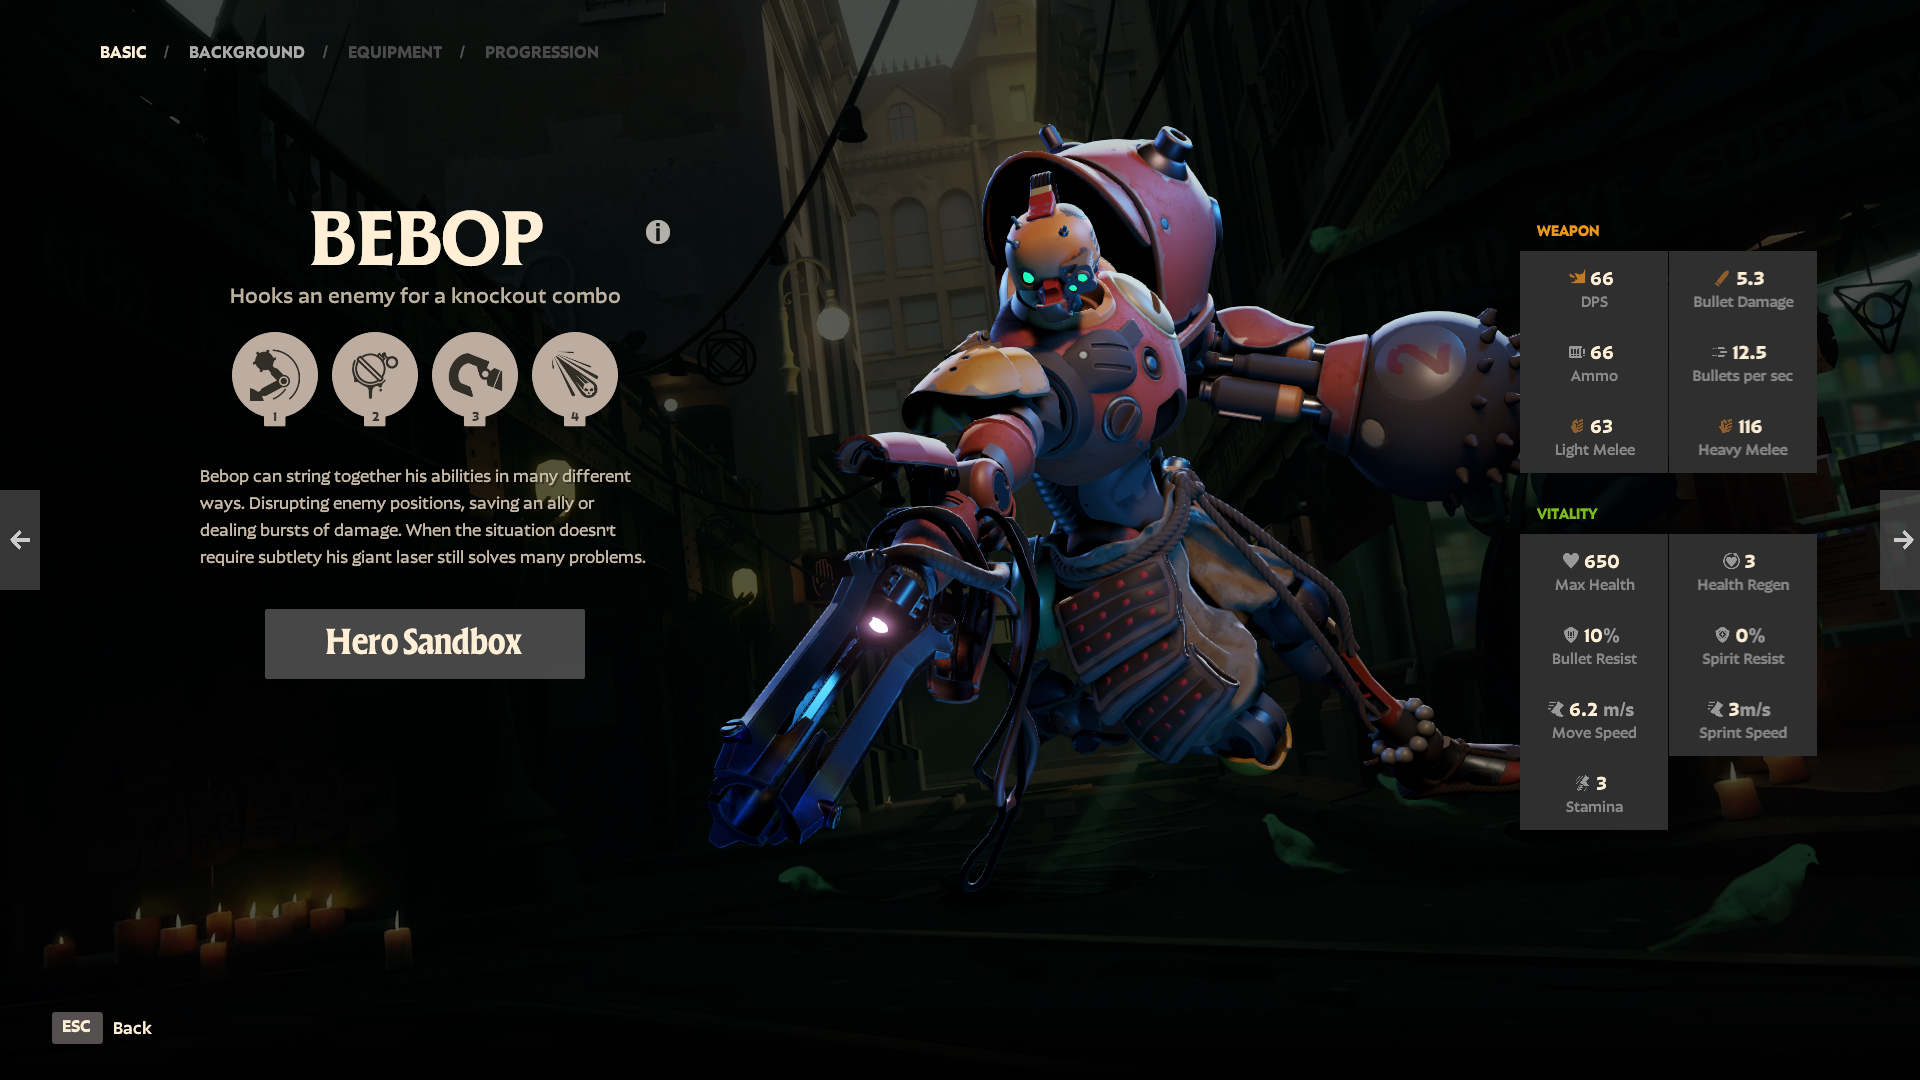 BASIC / BACKGROUND / EQUIPMENT / PROGRESSION
BEBOP
i
Hooks an enemy for a knockout combo
1 2 3 4
Bebop can string together his abilities in many different
ways. Disrupting enemy positions, saving an ally or
dealing bursts of damage. When the situation doesnt
require subtlety his giant laser still solves many problems.
Hero Sandbox
2
WEAPON
66 5.3
DPS Bullet Damage
66 12.5
Ammo Bullets per sec
63 116
Light Melee Heavy Melee
VITALITY
650 3
Max Health Health Regen
10% 0%
Bullet Resist Spirit Resist
6.2 m/s 3m/s
Move Speed Sprint Speed
3
Stamina
ESC Back